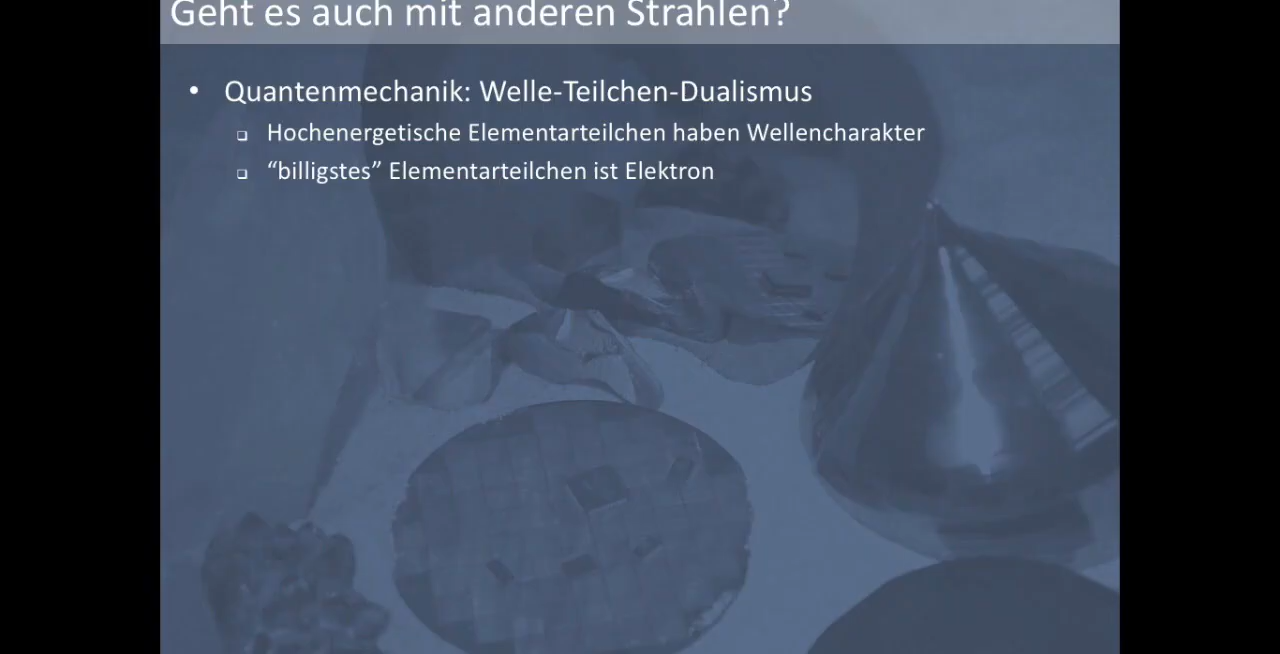 Geht es auch mit anderen Strahlen?
• Quantenmechanik: Welle-Teilchen-Dualismus
❑ Hochenergetische Elementarteilchen haben Wellencharakter
❑ “billigstes” Elementarteilchen ist Elektron